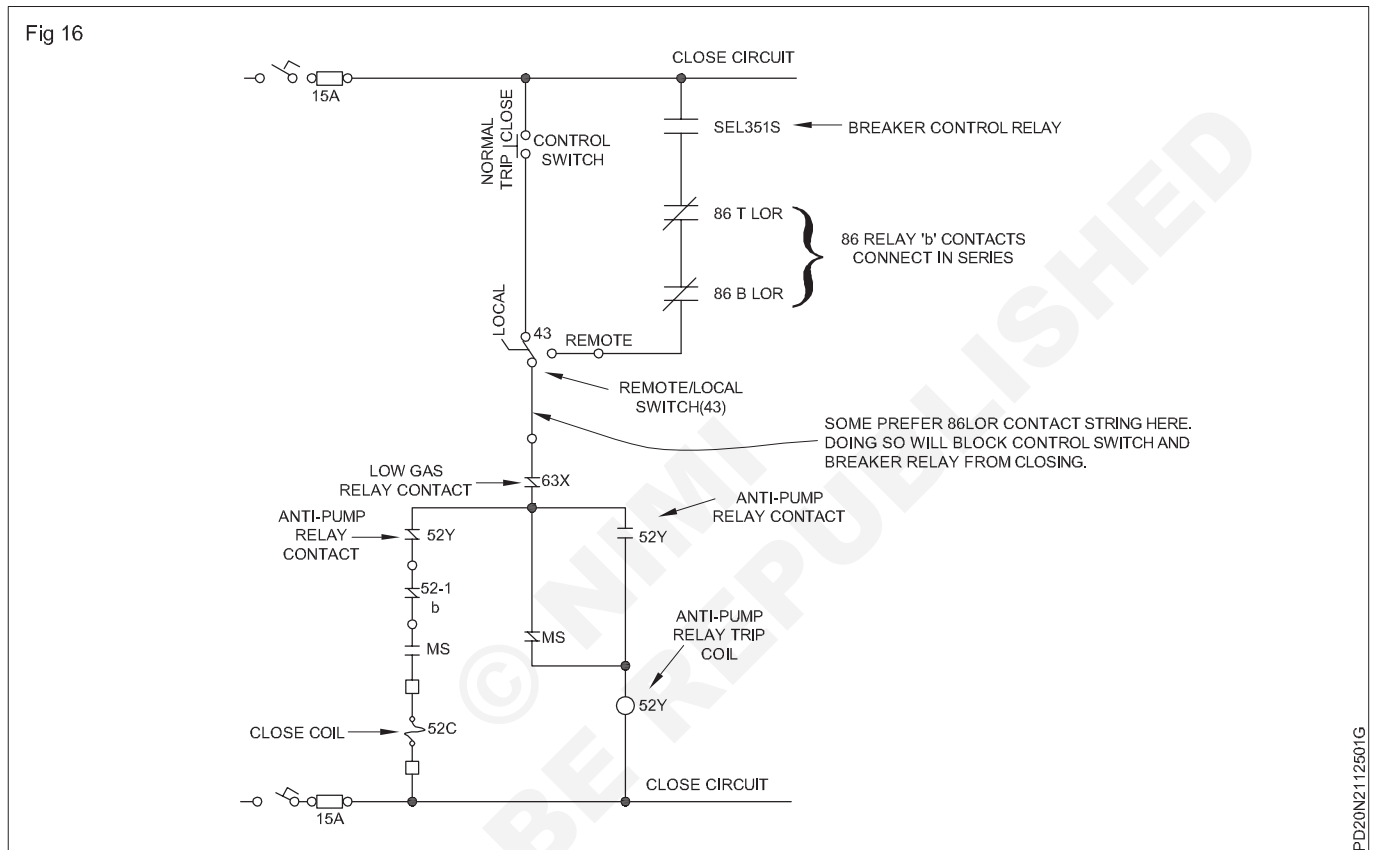 Fig 16
CLOSE CIRCUIT
15A
NORMAL
TRIP CLOSE
CONTROL
SWITCH
SEL351S
BREAKER CONTROL RELAY
86 T LOR
86 B LOR
86 RELAY 'b' CONTACTS
CONNECT IN SERIES
LOCAL
43
REMOTE
REMOTE/LOCAL
SWITCH(43)
SOME PREFER 86LOR CONTACT STRING HERE.
DOING SO WILL BLOCK CONTROL SWITCH AND
BREAKER RELAY FROM CLOSING.
LOW GAS
RELAY CONTACT
63X
ANTI-PUMP
RELAY
CONTACT
52Y
ANTI-PUMP
RELAY CONTACT
52Y
52-1
b
MS
MS
ANTI-PUMP
RELAY TRIP
COIL
52Y
CLOSE COIL
52C
CLOSE CIRCUIT
15A
PD20N2112501G
© NIMI
BE REPUBLISHED